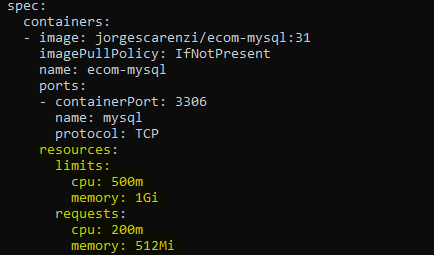 spec:
containers:
- image: jorgescarenzi/ecom-mysql:31
imagePullPolicy: IfNotPresent
name: ecom-mysql
ports:
- containerPort: 3306
name: mysql
protocol: TCP
resources:
limits:
cpu: 500m
memory: 1Gi
requests:
cpu: 200m
memory: 512Mi